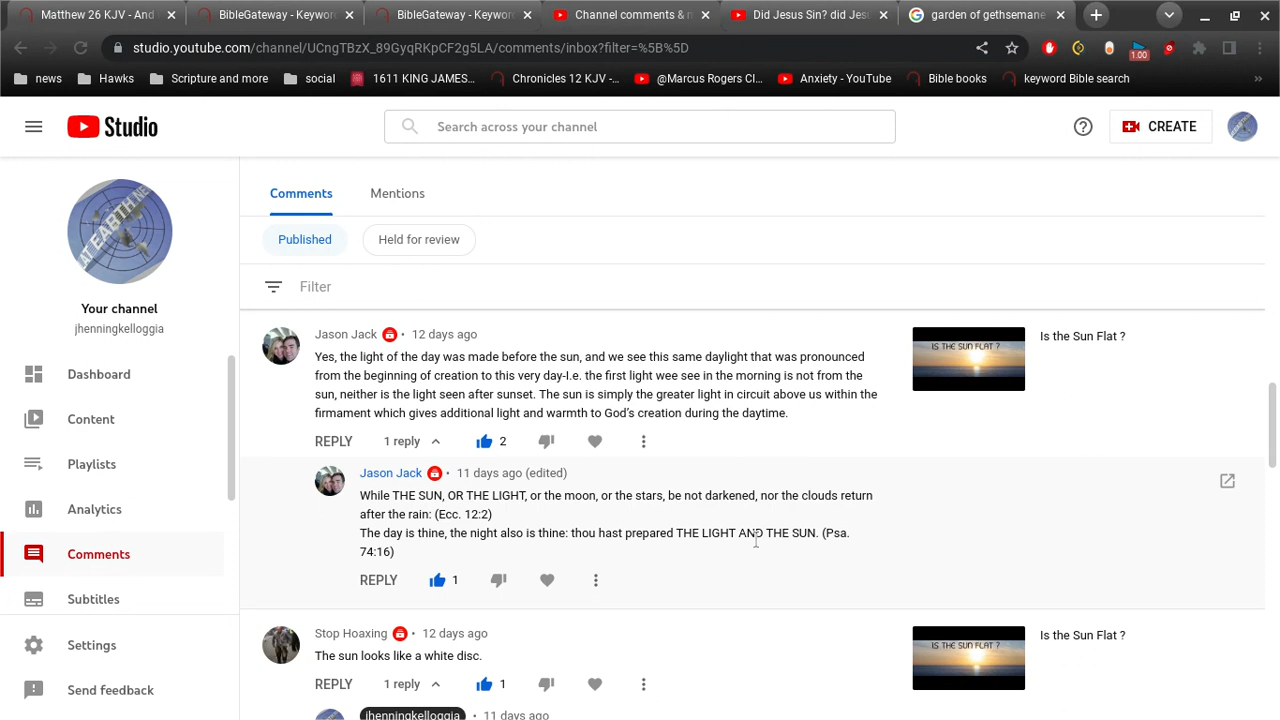 Matthew 26 KJV - And
BibleGateway - Keyword
BibleGateway - Keyword
Channel comments & m
Did Jesus Sin? did Jesu
garden of gethsemane
studio.youtube.com/channel/UCngTBzX_89GyqRKpCF2g5LA/comments/inbox?filter=%5B%5D
1.00
news
Hawks
Scripture and more
social
1611 KING JAMES...
Chronicles 12 KJV -...
@Marcus Rogers Cl...
Anxiety - YouTube
Bible books
keyword Bible search
Studio
Search across your channel
CREATE
Your channel
jhenningkelloggia
Dashboard
Content
Playlists
Analytics
Comments
Subtitles
Settings
Send feedback
Comments
Mentions
Published
Held for review
Filter
Jason Jack • 12 days ago
Yes, the light of the day was made before the sun, and we see this same daylight that was pronounced
from the beginning of creation to this very day-I.e. the first light wee see in the morning is not from the
sun, neither is the light seen after sunset. The sun is simply the greater light in circuit above us within the
firmament which gives additional light and warmth to God's creation during the daytime.
REPLY 1 reply 2
IS THE SUN FLAT ?
Is the Sun Flat ?
Jason Jack • 11 days ago (edited)
While THE SUN, OR THE LIGHT, or the moon, or the stars, be not darkened, nor the clouds return
after the rain: (Ecc. 12:2)
The day is thine, the night also is thine: thou hast prepared THE LIGHT AND THE SUN. (Psa.
74:16)
REPLY 1
Stop Hoaxing • 12 days ago
The sun looks like a white disc.
REPLY 1 reply 1
IS THE SUN FLAT ?
Is the Sun Flat ?
jhenningkelloggia • 11 days ago